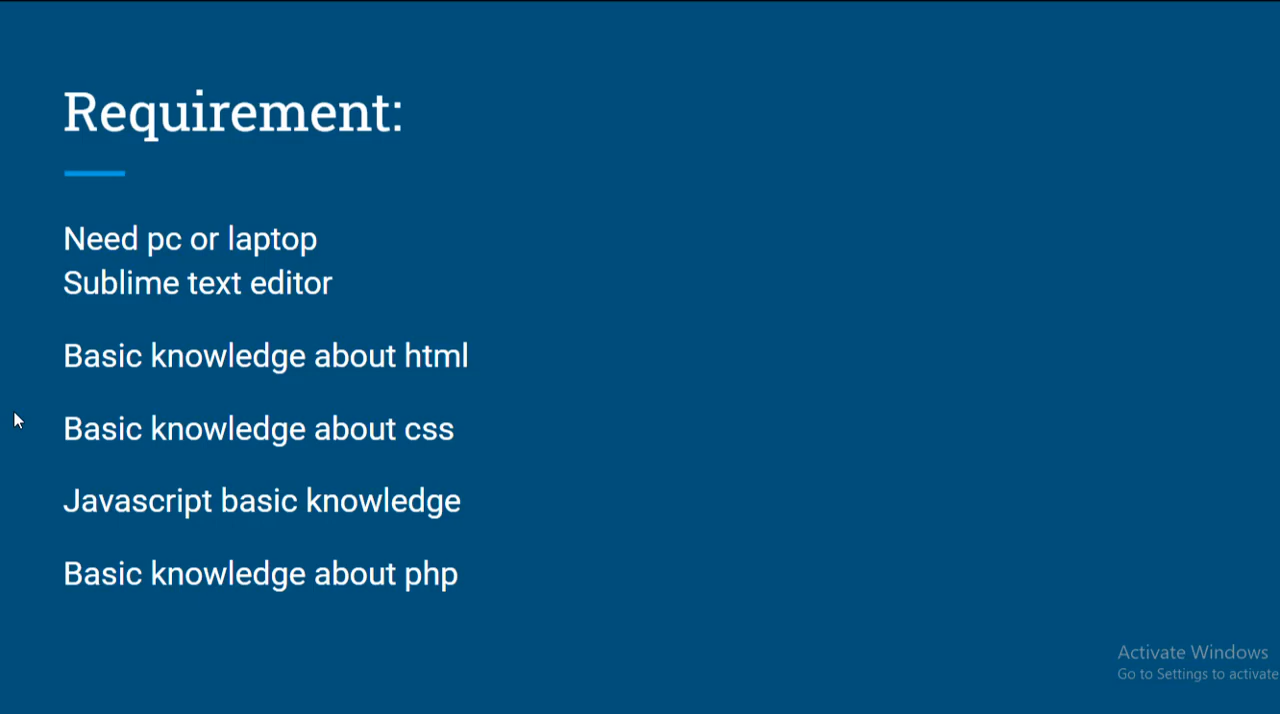 Requirement:
Need pc or laptop
Sublime text editor
Basic knowledge about html
Basic knowledge about css
Javascript basic knowledge
Basic knowledge about php
Activate Windows
Go to Settings to activate